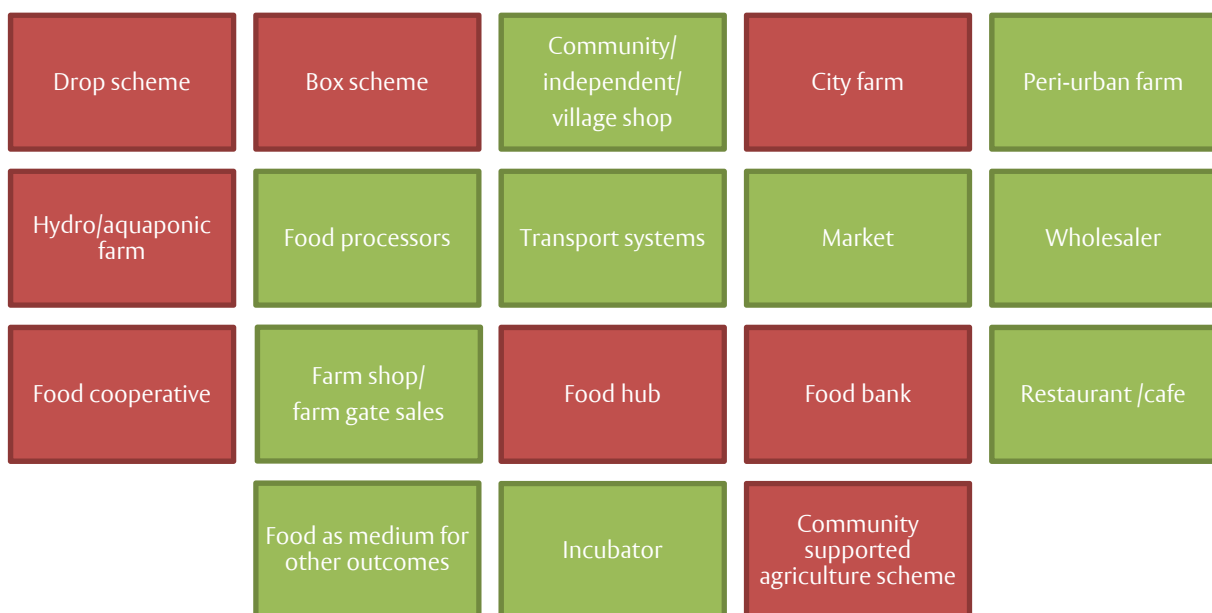 Drop scheme
Box scheme
Community/
independent/
village shop
City farm
Peri-urban farm
Hydro/aquaponic
farm
Food processors
Transport systems
Market
Wholesaler
Food cooperative
Farm shop/
farm gate sales
Food hub
Food bank
Restaurant /cafe
Food as medium for
other outcomes
Incubator
Community
supported
agriculture scheme